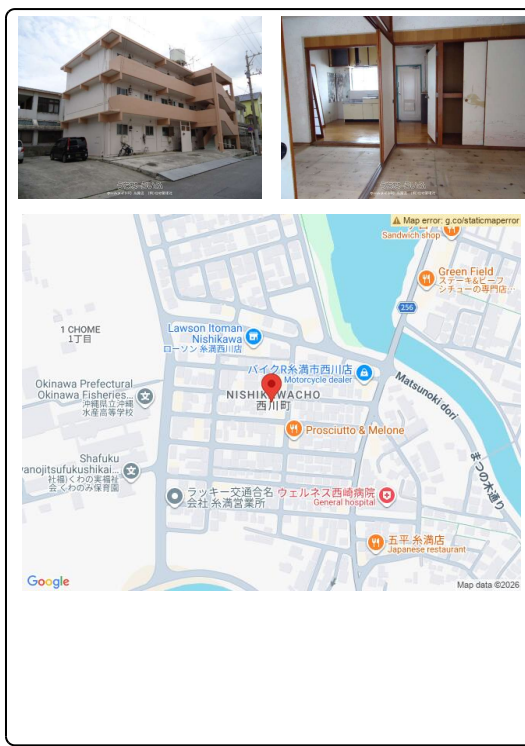 Map error: g.co/staticmaperror
Sandwich shop
Green Field
ステーキ&ビーフ
シチューの専門店...
256
1 CHOME
1丁目
Lawson Itoman
Nishikawa
ローソン 糸満西川店
バイクR糸満市西川店
Motorcycle dealer
Matsunoki-dori
Okinawa Prefectural
Okinawa Fisheries...
沖縄県立沖縄
水産高等学校
NISHIKAWACHO
西川町
Prosciutto & Melone
まつの木通り
Shafuku
vanojitsufukushikai...
社福)くわの実福祉
会 くわのみ保育園
ラッキー交通合名
会社 糸満営業所
ウェルネス西崎病院
General hospital
五平 糸満店
Japanese restaurant
Google
Map data ©2026